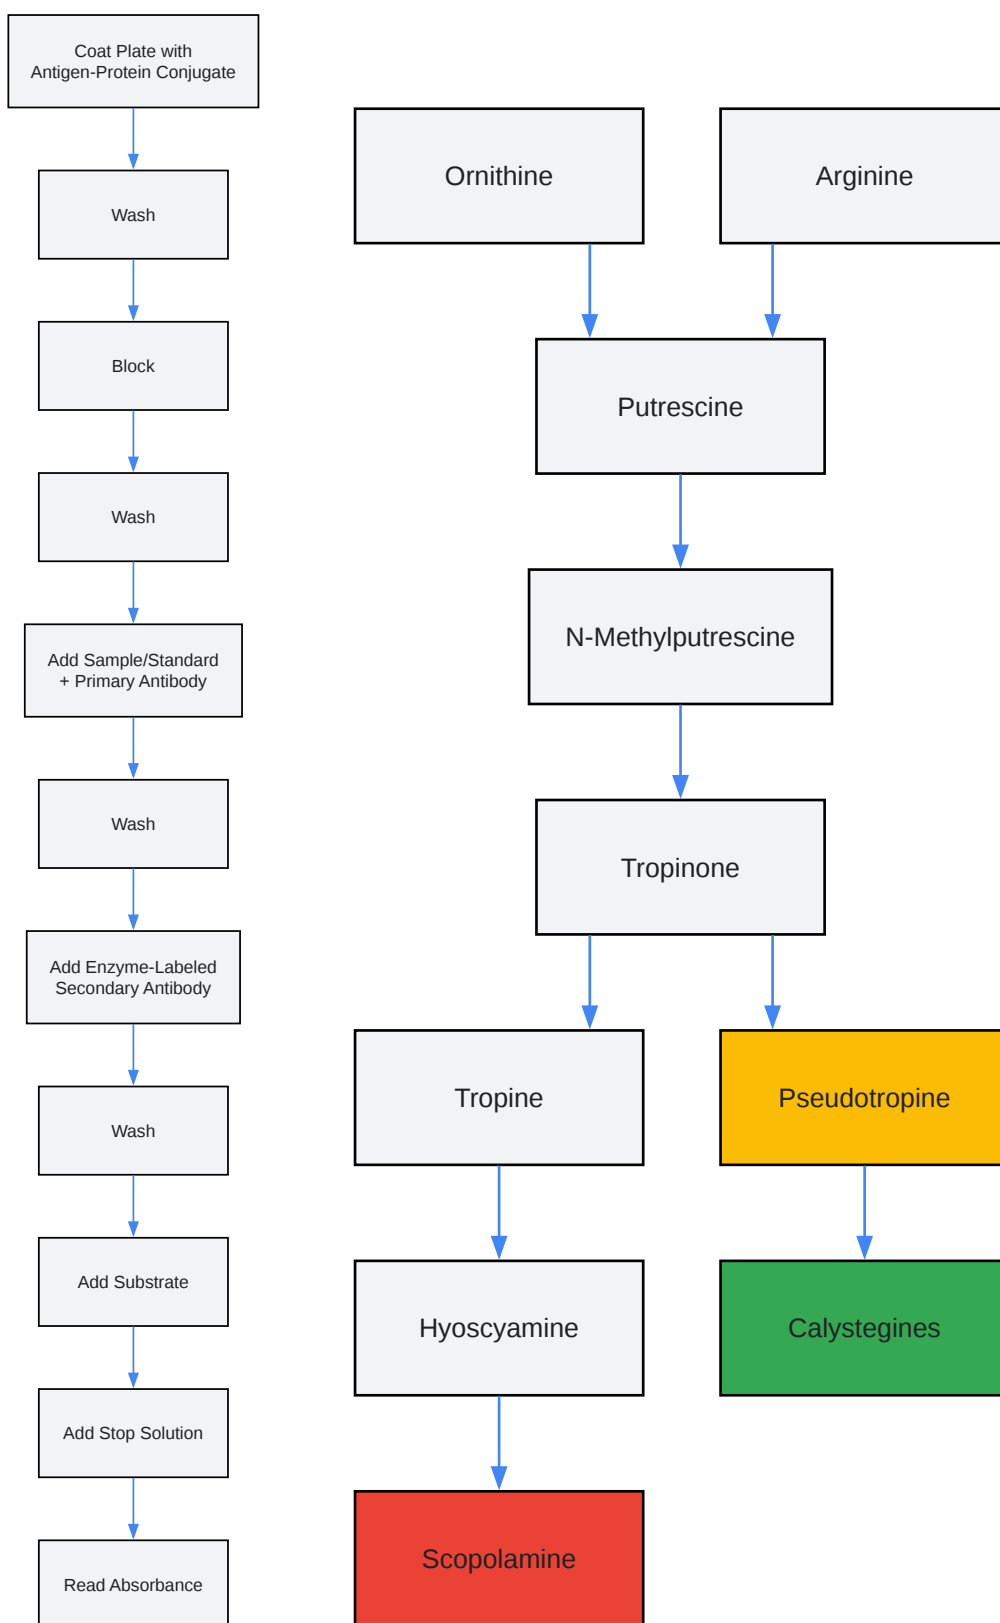 Coat Plate with
Antigen-Protein Conjugate
Wash
Block
Wash
Add Sample/Standard
+ Primary Antibody
Wash
Add Enzyme-Labeled
Secondary Antibody
Wash
Add Substrate
Add Stop Solution
Read Absorbance
Ornithine
Arginine
Putrescine
N-Methylputrescine
Tropinone
Tropine
Pseudotropine
Hyoscyamine
Calystegines
Scopolamine